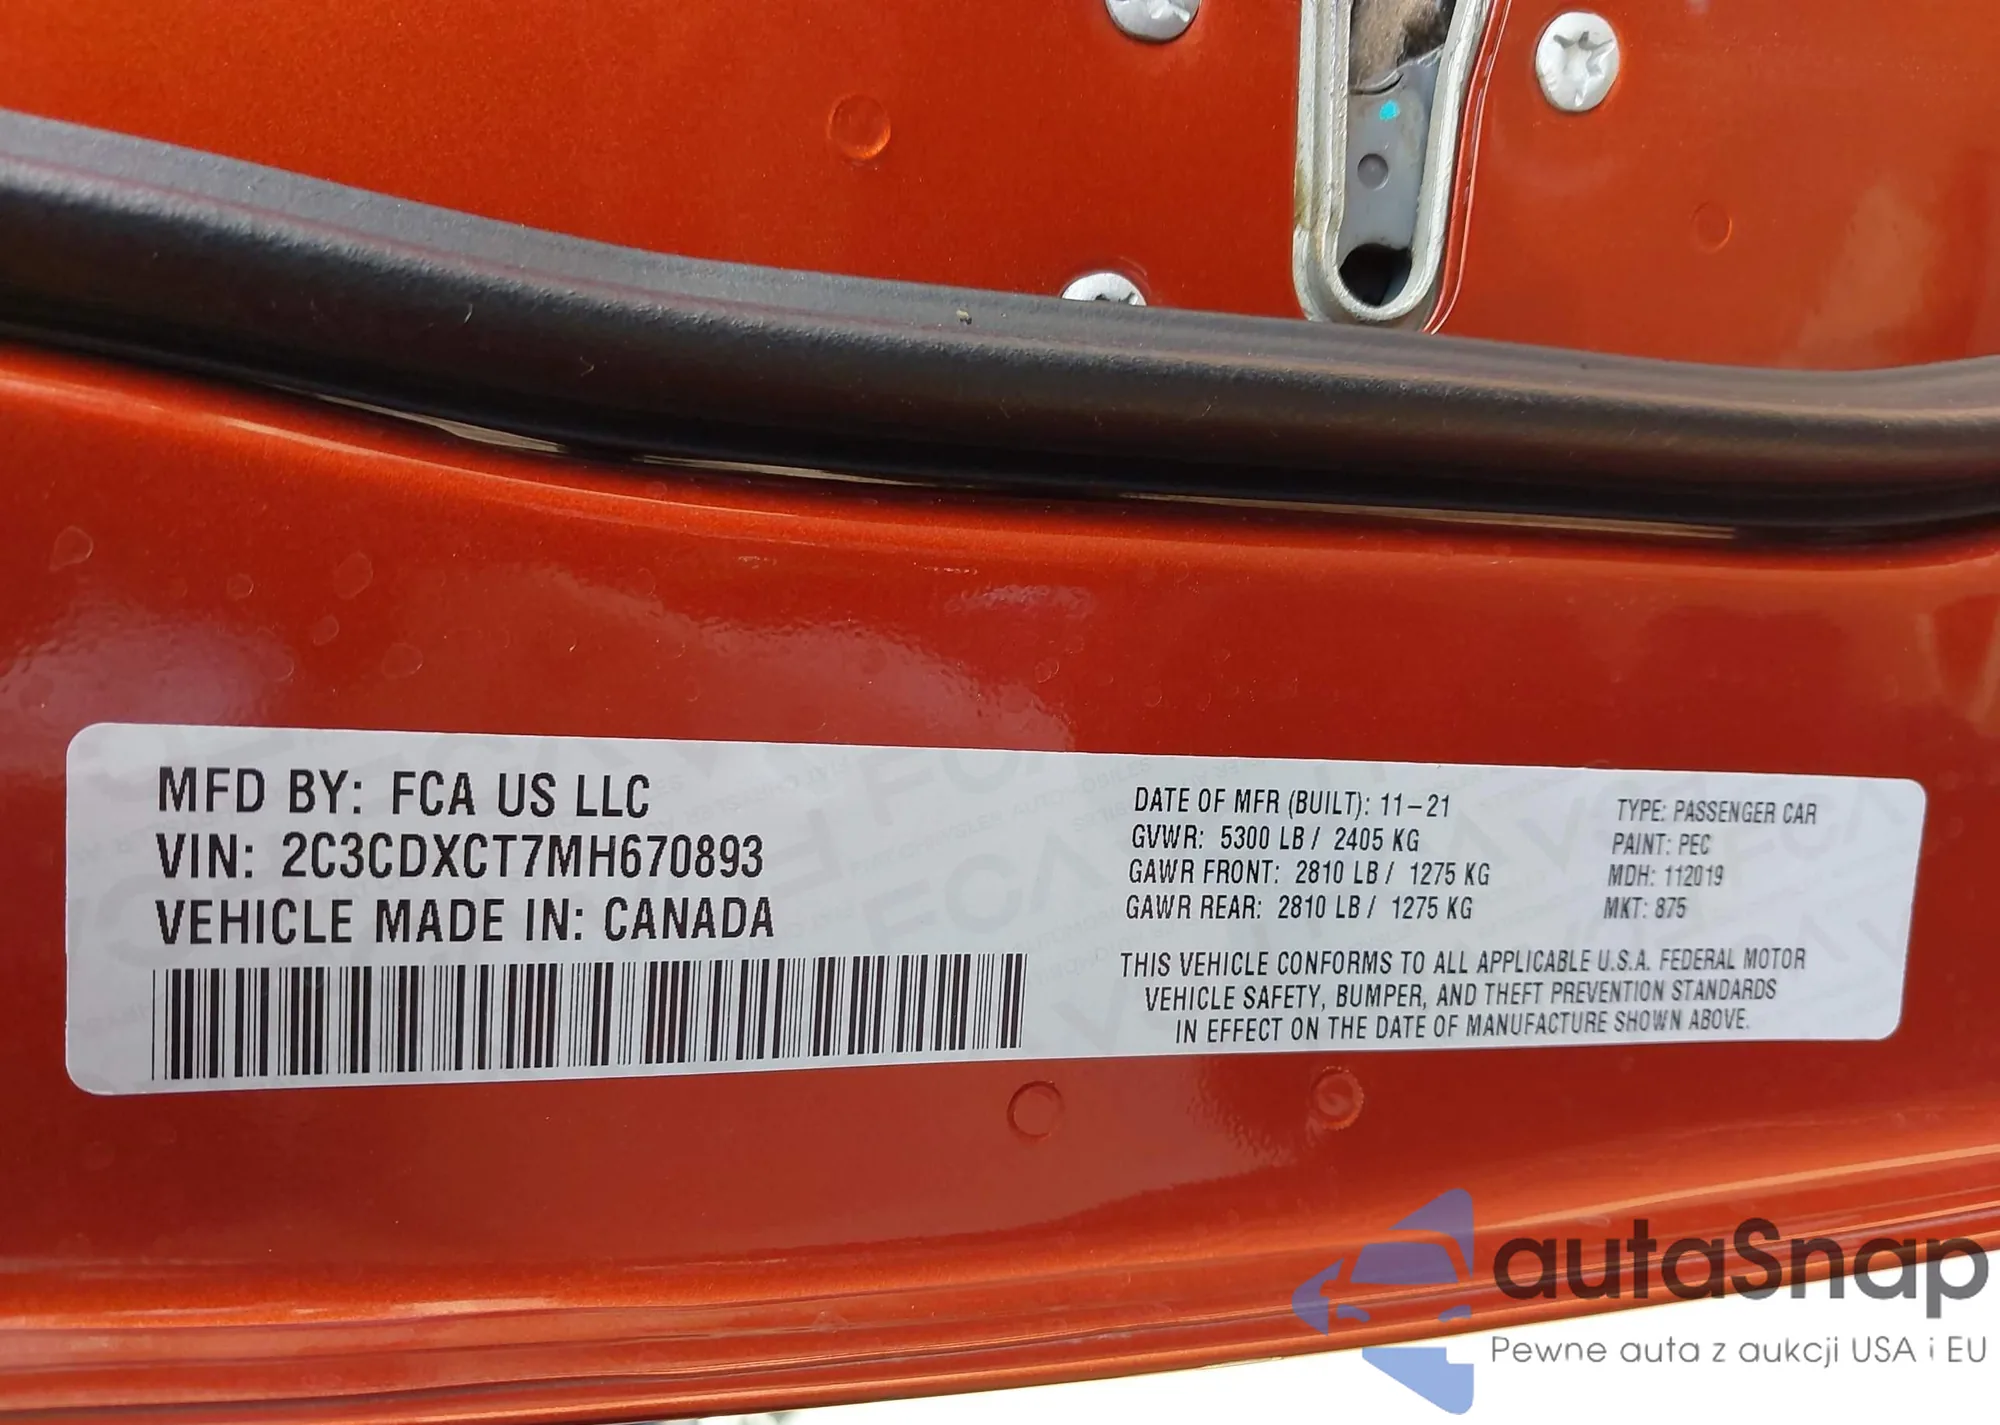 MFD BY: FCA US LLC
VIN: 2C3CDXCT7MH670893
VEHICLE MADE IN: CANADA
DATE OF MFR (BUILT): 11-21
GVWR: 5300 LB / 2405 KG
GAWR FRONT: 2810 LB / 1275 KG
GAWR REAR: 2810 LB / 1275 KG
TYPE: PASSENGER CAR
PAINT: PEC
MDH: 112019
MKT: 875
THIS VEHICLE CONFORMS TO ALL APPLICABLE U.S.A. FEDERAL MOTOR
VEHICLE SAFETY, BUMPER, AND THEFT PREVENTION STANDARDS
IN EFFECT ON THE DATE OF MANUFACTURE SHOWN ABOVE.
autaSnap
Pewne auta z aukcji USA i EU